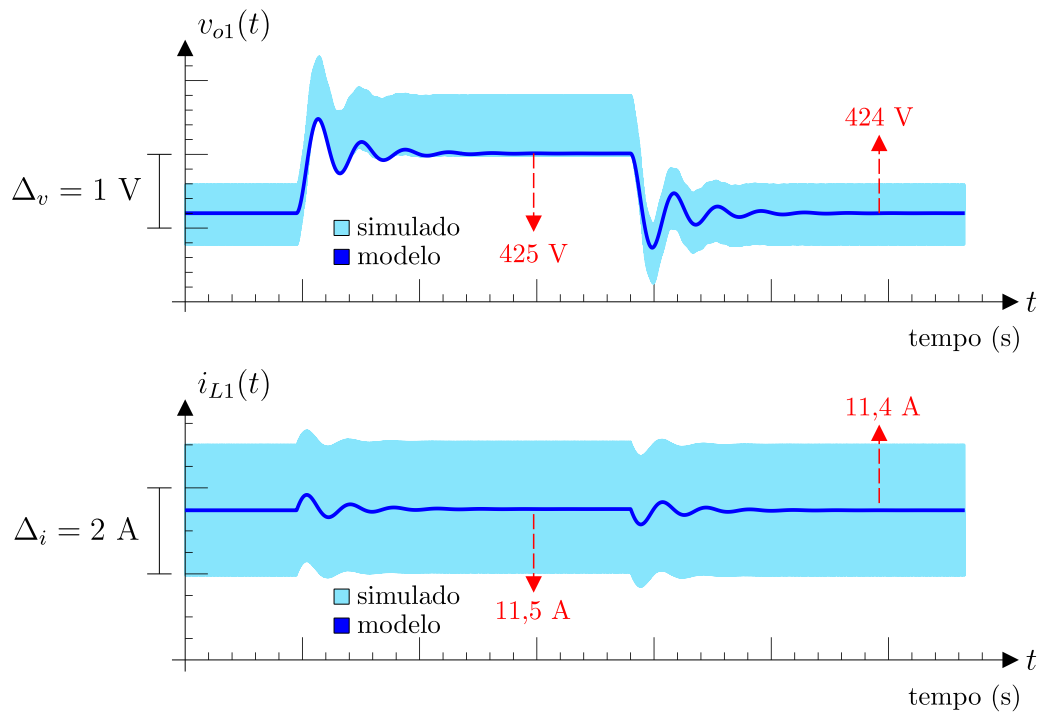 v_{o1}(t)
424 V
Δ_v = 1 V
simulado
modelo
425 V
t
tempo (s)
i_{L1}(t)
11,4 A
Δ_i = 2 A
simulado
modelo
11,5 A
t
tempo (s)